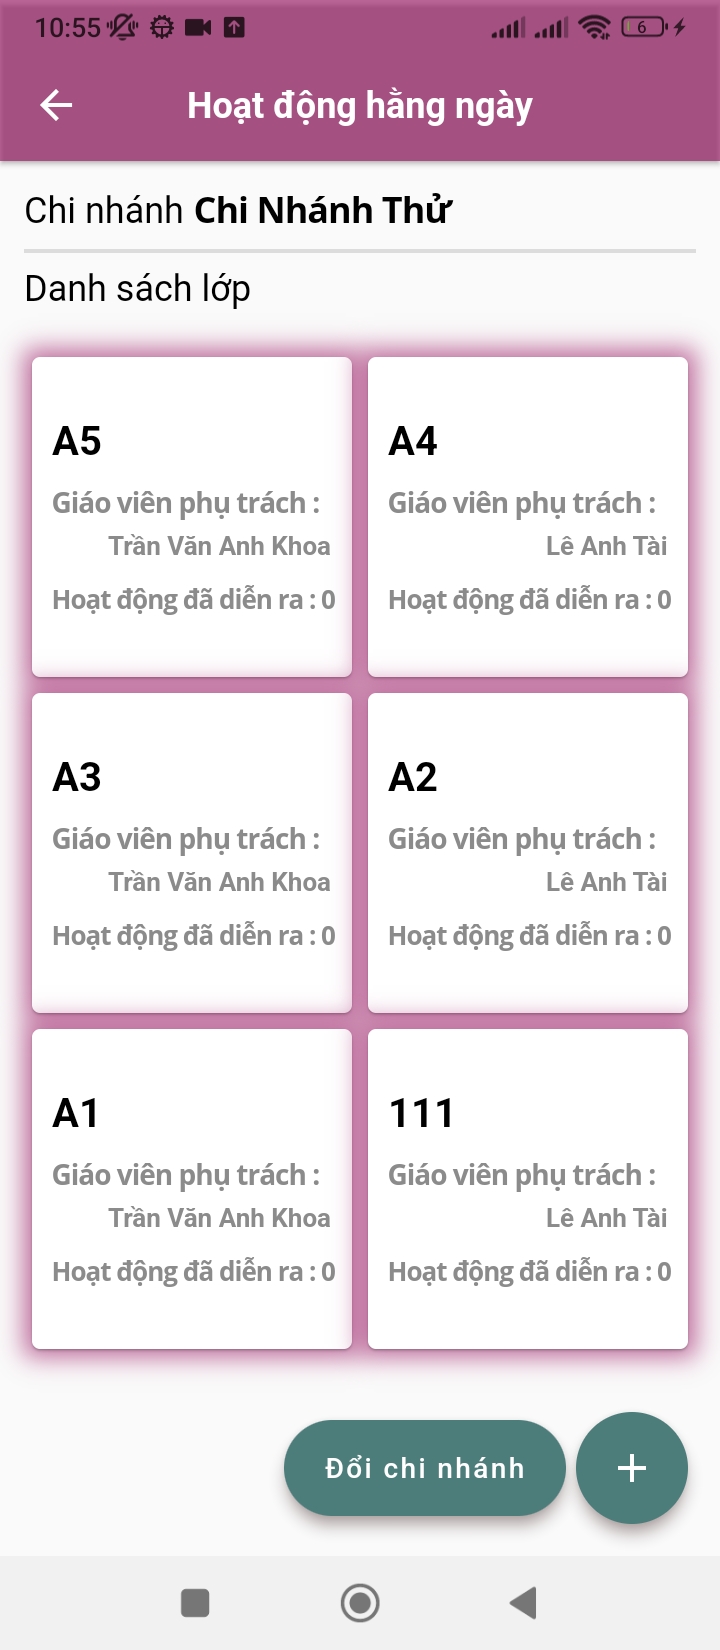 10:55
6
Hoạt động hằng ngày
Chi nhánh Chi Nhánh Thử
Danh sách lớp
A5
Giáo viên phụ trách :
Trần Văn Anh Khoa
Hoạt động đã diễn ra : 0
A4
Giáo viên phụ trách :
Lê Anh Tài
Hoạt động đã diễn ra : 0
A3
Giáo viên phụ trách :
Trần Văn Anh Khoa
Hoạt động đã diễn ra : 0
A2
Giáo viên phụ trách :
Lê Anh Tài
Hoạt động đã diễn ra : 0
A1
Giáo viên phụ trách :
Trần Văn Anh Khoa
Hoạt động đã diễn ra : 0
111
Giáo viên phụ trách :
Lê Anh Tài
Hoạt động đã diễn ra : 0
Đổi chi nhánh
+